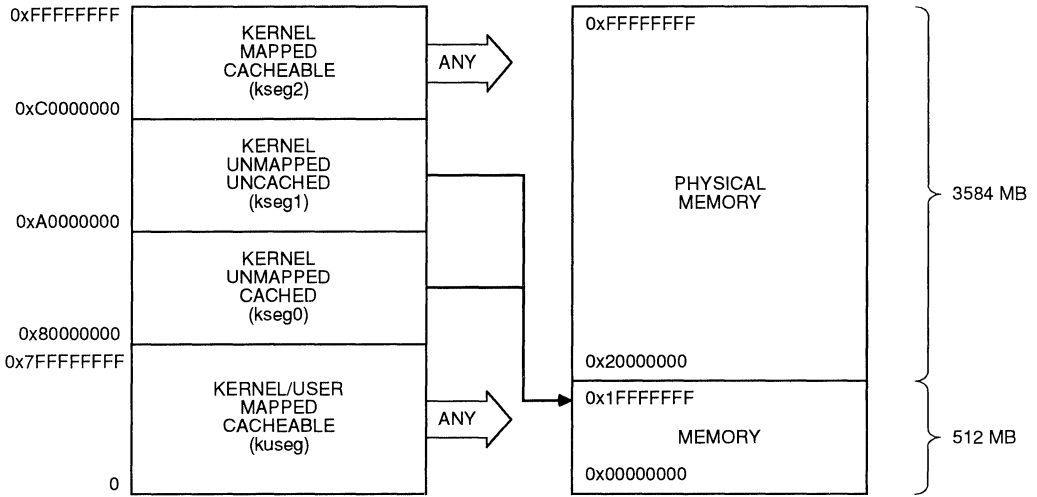 0xFFFFFFFF
KERNEL
MAPPED
CACHEABLE
(kseg2)
ANY
0xC0000000
KERNEL
UNMAPPED
UNCACHED
(kseg1)
0xA0000000
KERNEL
UNMAPPED
CACHED
(kseg0)
0x80000000
0x7FFFFFFFF
KERNEL/USER
MAPPED
CACHEABLE
(kuseg)
ANY
0
0xFFFFFFFF
PHYSICAL
MEMORY
3584 MB
0x20000000
0x1FFFFFFF
MEMORY
512 MB
0x00000000